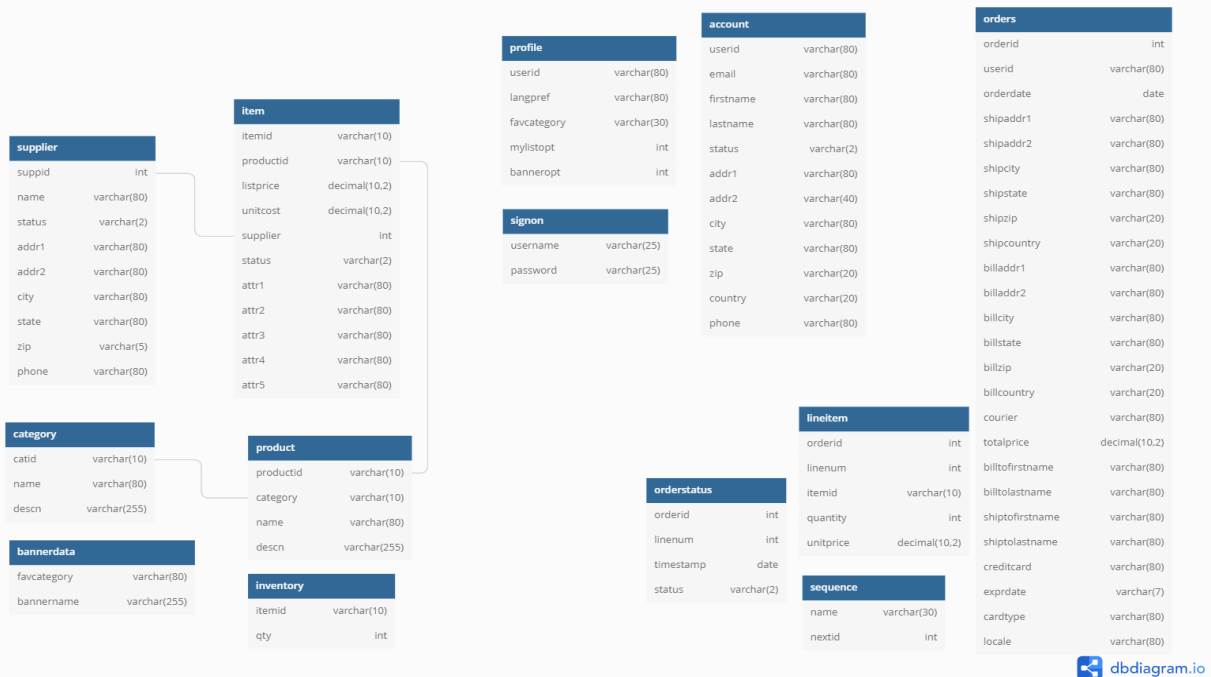 supplier
suppid int
name varchar(80)
status varchar(2)
addr1 varchar(80)
addr2 varchar(80)
city varchar(80)
state varchar(80)
zip varchar(5)
phone varchar(80)
item
itemid varchar(10)
productid varchar(10)
listprice decimal(10,2)
unitcost decimal(10,2)
supplier int
status varchar(2)
attr1 varchar(80)
attr2 varchar(80)
attr3 varchar(80)
attr4 varchar(80)
attr5 varchar(80)
category
catid varchar(10)
name varchar(80)
descn varchar(255)
product
productid varchar(10)
category varchar(10)
name varchar(80)
descn varchar(255)
bannerdata
favcategory varchar(80)
bannername varchar(255)
inventory
itemid varchar(10)
qty int
profile
userid varchar(80)
langpref varchar(80)
favcategory varchar(30)
mylistopt int
banneropt int
signon
username varchar(25)
password varchar(25)
account
userid varchar(80)
email varchar(80)
firstname varchar(80)
lastname varchar(80)
status varchar(2)
addr1 varchar(80)
addr2 varchar(40)
city varchar(80)
state varchar(80)
zip varchar(20)
country varchar(20)
phone varchar(80)
orderstatus
orderid int
linenum int
timestamp date
status varchar(2)
lineitem
orderid int
linenum int
itemid varchar(10)
quantity int
unitprice decimal(10,2)
sequence
name varchar(30)
nextid int
orders
orderid int
userid varchar(80)
orderdate date
shipaddr1 varchar(80)
shipaddr2 varchar(80)
shipcity varchar(80)
shipstate varchar(80)
shipzip varchar(20)
shipcountry varchar(20)
billaddr1 varchar(80)
billaddr2 varchar(80)
billcity varchar(80)
billstate varchar(80)
billzip varchar(20)
billcountry varchar(20)
courier varchar(80)
totalprice decimal(10,2)
billtofirstname varchar(80)
billtolastname varchar(80)
shiptofirstname varchar(80)
shiptolastname varchar(80)
creditcard varchar(80)
exprdate varchar(7)
cardtype varchar(80)
locale varchar(80)
dbdiagram.io